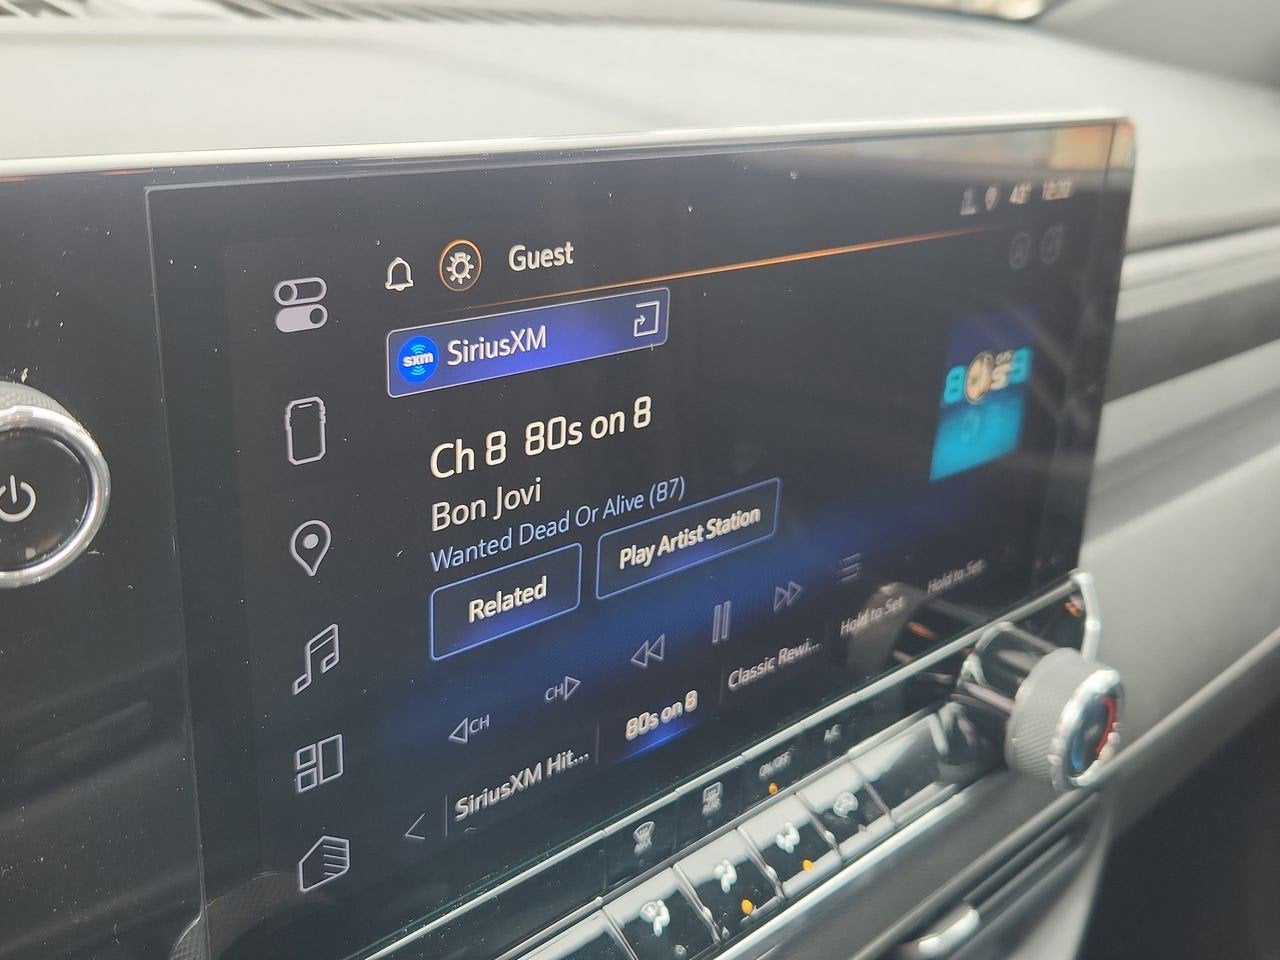 Guest
sxm SiriusXM
Ch 8 80s on 8
Bon Jovi
Wanted Dead Or Alive (87)
Related
Play Artist Station
CH
CH
SiriusXM Hit...
80s on 8
Classic Rewi...
Hold to Set
Hold to Set
ON/OFF
A/C